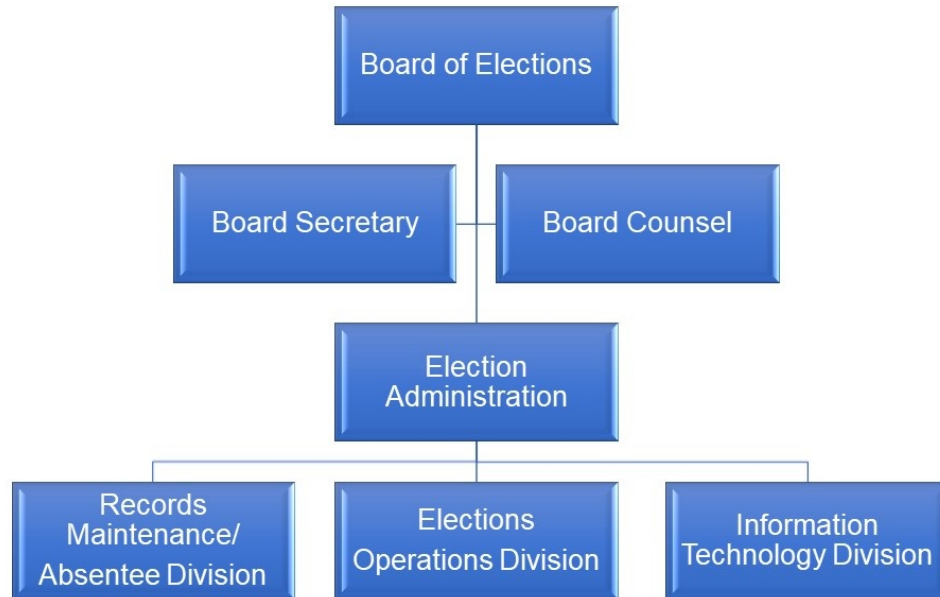 Board of Elections
Board Secretary
Board Counsel
Election
Administration
Records
Maintenance/
Absentee Division
Elections
Operations Division
Information
Technology Division